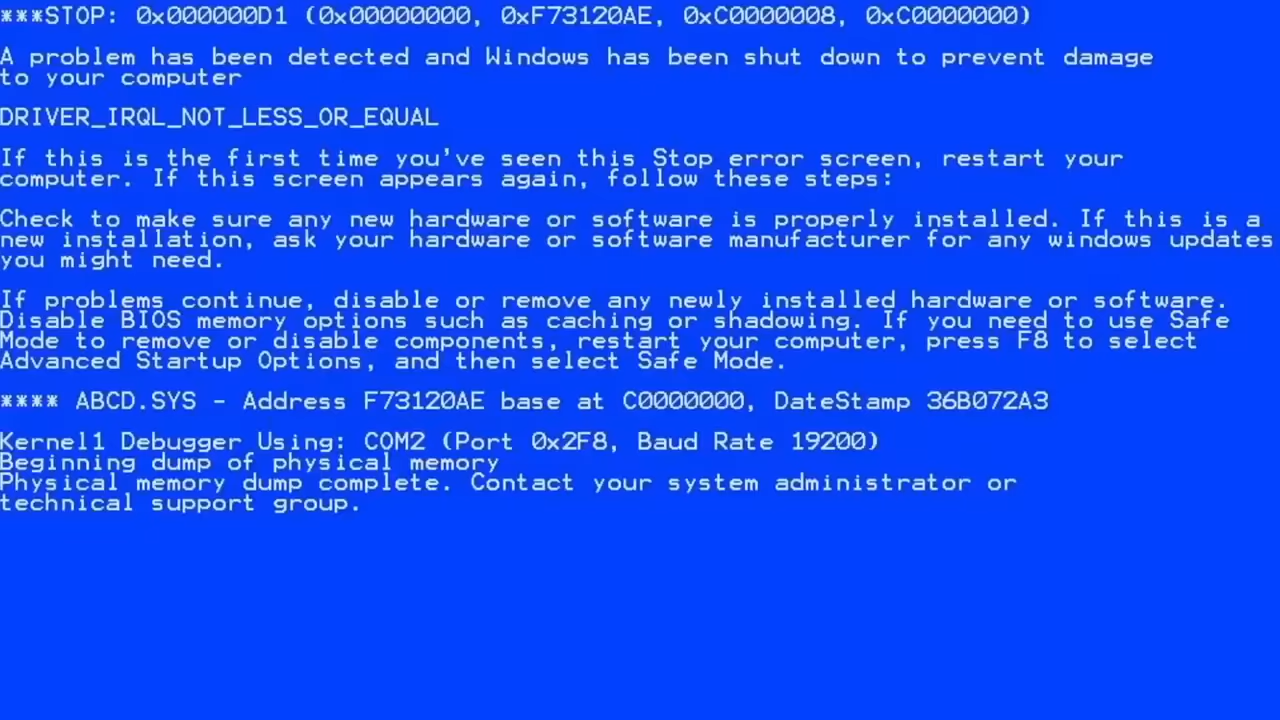 ***STOP: 0x000000D1 (0x00000000, 0xF73120AE, 0xC0000008, 0xC0000000)
A problem has been detected and Windows has been shut down to prevent damage
to your computer
DRIVER_IRQL_NOT_LESS_OR_EQUAL
If this is the first time you've seen this Stop error screen, restart your
computer. If this screen appears again, follow these steps:
Check to make sure any new hardware or software is properly installed. If this is a
new installation, ask your hardware or software manufacturer for any windows updates
you might need.
If problems continue, disable or remove any newly installed hardware or software.
Disable BIOS memory options such as caching or shadowing. If you need to use Safe
Mode to remove or disable components, restart your computer, press F8 to select
Advanced Startup Options, and then select Safe Mode.
**** ABCD.SYS - Address F73120AE base at C0000000, DateStamp 36B072A3
Kernel1 Debugger Using: COM2 (Port 0x2F8, Baud Rate 19200)
Beginning dump of physical memory
Physical memory dump complete. Contact your system administrator or
technical support group.